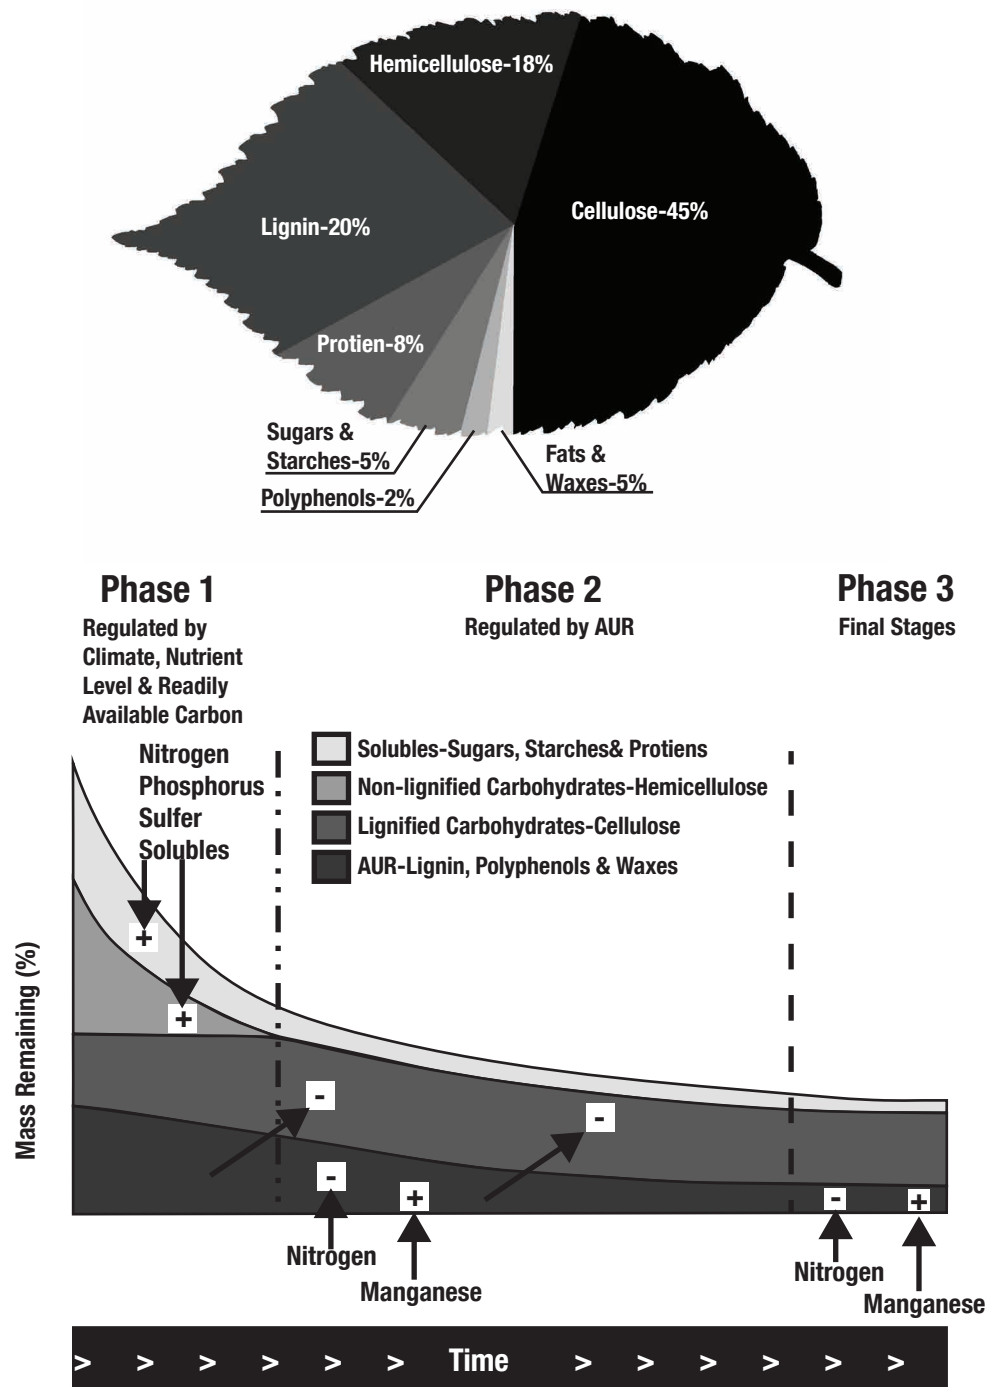 Hemicellulose-18%
Cellulose-45%
Lignin-20%
Protien-8%
Sugars &
Starches-5%
Polyphenols-2%
Fats &
Waxes-5%
Phase 1
Regulated by
Climate, Nutrient
Level & Readily
Available Carbon
Phase 2
Regulated by AUR
Phase 3
Final Stages
Nitrogen
Phosphorus
Sulfer
Solubles
Solubles-Sugars, Starches& Protiens
Non-lignified Carbohydrates-Hemicellulose
Lignified Carbohydrates-Cellulose
AUR-Lignin, Polyphenols & Waxes
Mass Remaining (%)
+
+
-
-
-
+
-
+
Nitrogen
Manganese
Nitrogen
Manganese
> > > > > > Time > > > > > >